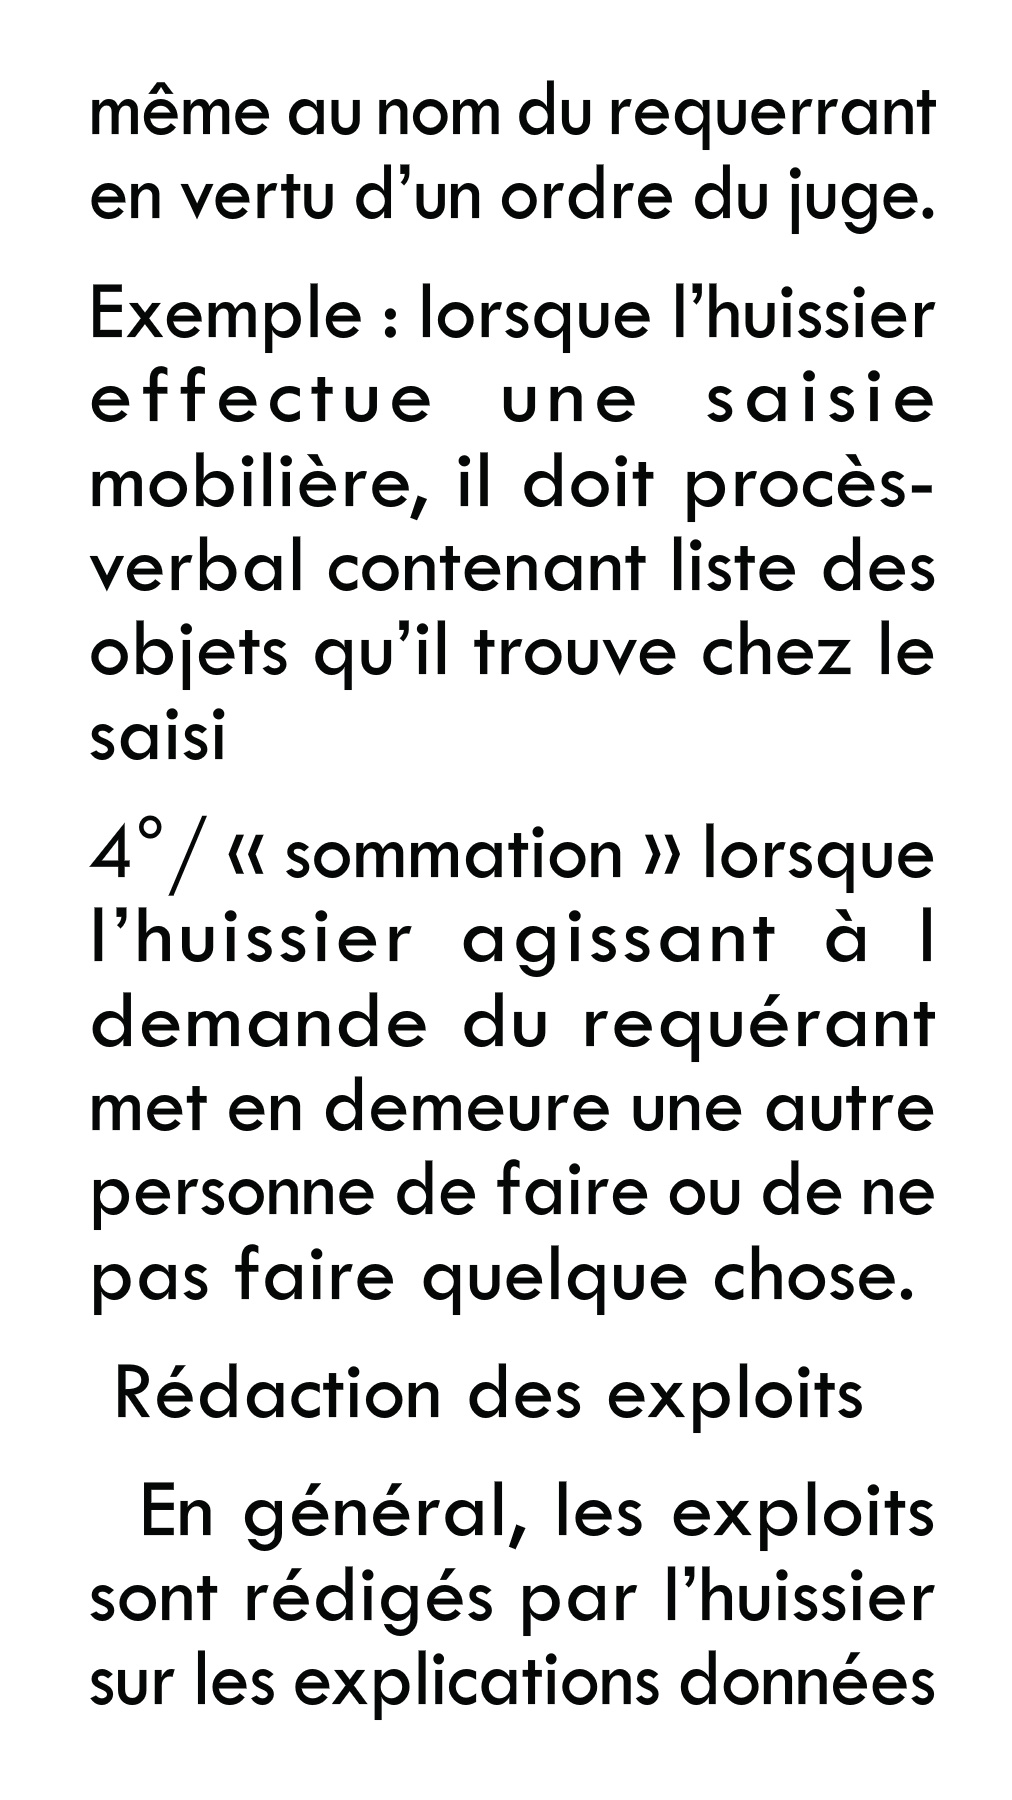 même au nom du requerrant
en vertu d’un ordre du juge.
Exemple : lorsque l’huissier
effectue une saisie
mobilière, il doit procès-
verbal contenant liste des
objets qu’il trouve chez le
saisi
4°/ « sommation » lorsque
l’huissier agissant à l
demande du requérant
met en demeure une autre
personne de faire ou de ne
pas faire quelque chose.
Rédaction des exploits
En général, les exploits
sont rédigés par l’huissier
sur les explications données